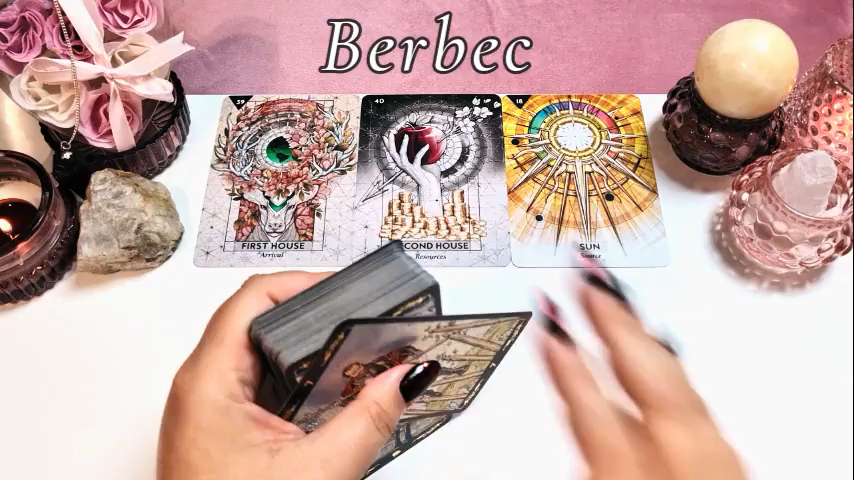 Berbec
39
40
18
FIRST HOUSE
Arrival
SECOND HOUSE
Resources
SUN
Source